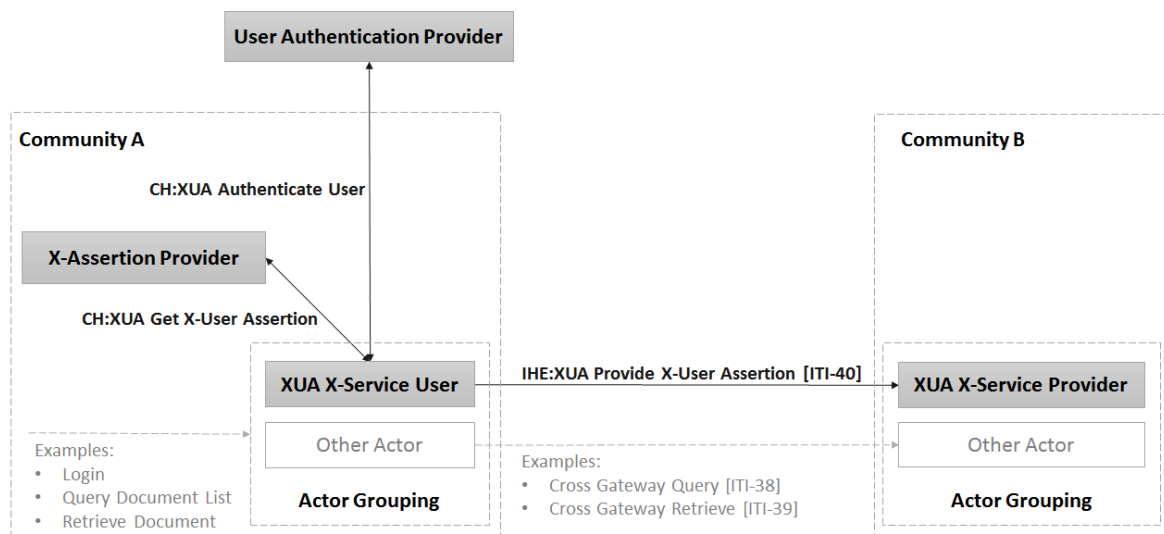 User Authentication Provider
Community A
Community B
CH:XUA Authenticate User
X-Assertion Provider
CH:XUA Get X-User Assertion
XUA X-Service User
IHE:XUA Provide X-User Assertion [ITI-40]
XUA X-Service Provider
Other Actor
Other Actor
Examples:
• Login
• Query Document List
• Retrieve Document
Actor Grouping
Examples:
• Cross Gateway Query [ITI-38]
• Cross Gateway Retrieve [ITI-39]
Actor Grouping